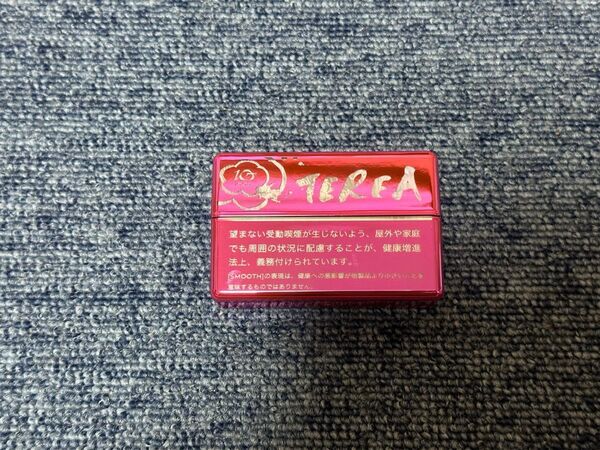 10
TEREA
望まない受動喫煙が生じないよう、屋外や家庭
でも周囲の状況に配慮することが、健康増進
法上、義務付けられています。
[SMOOTH]の表現は、健康への悪影響が他製品より小さいことを
意味するものではありません。